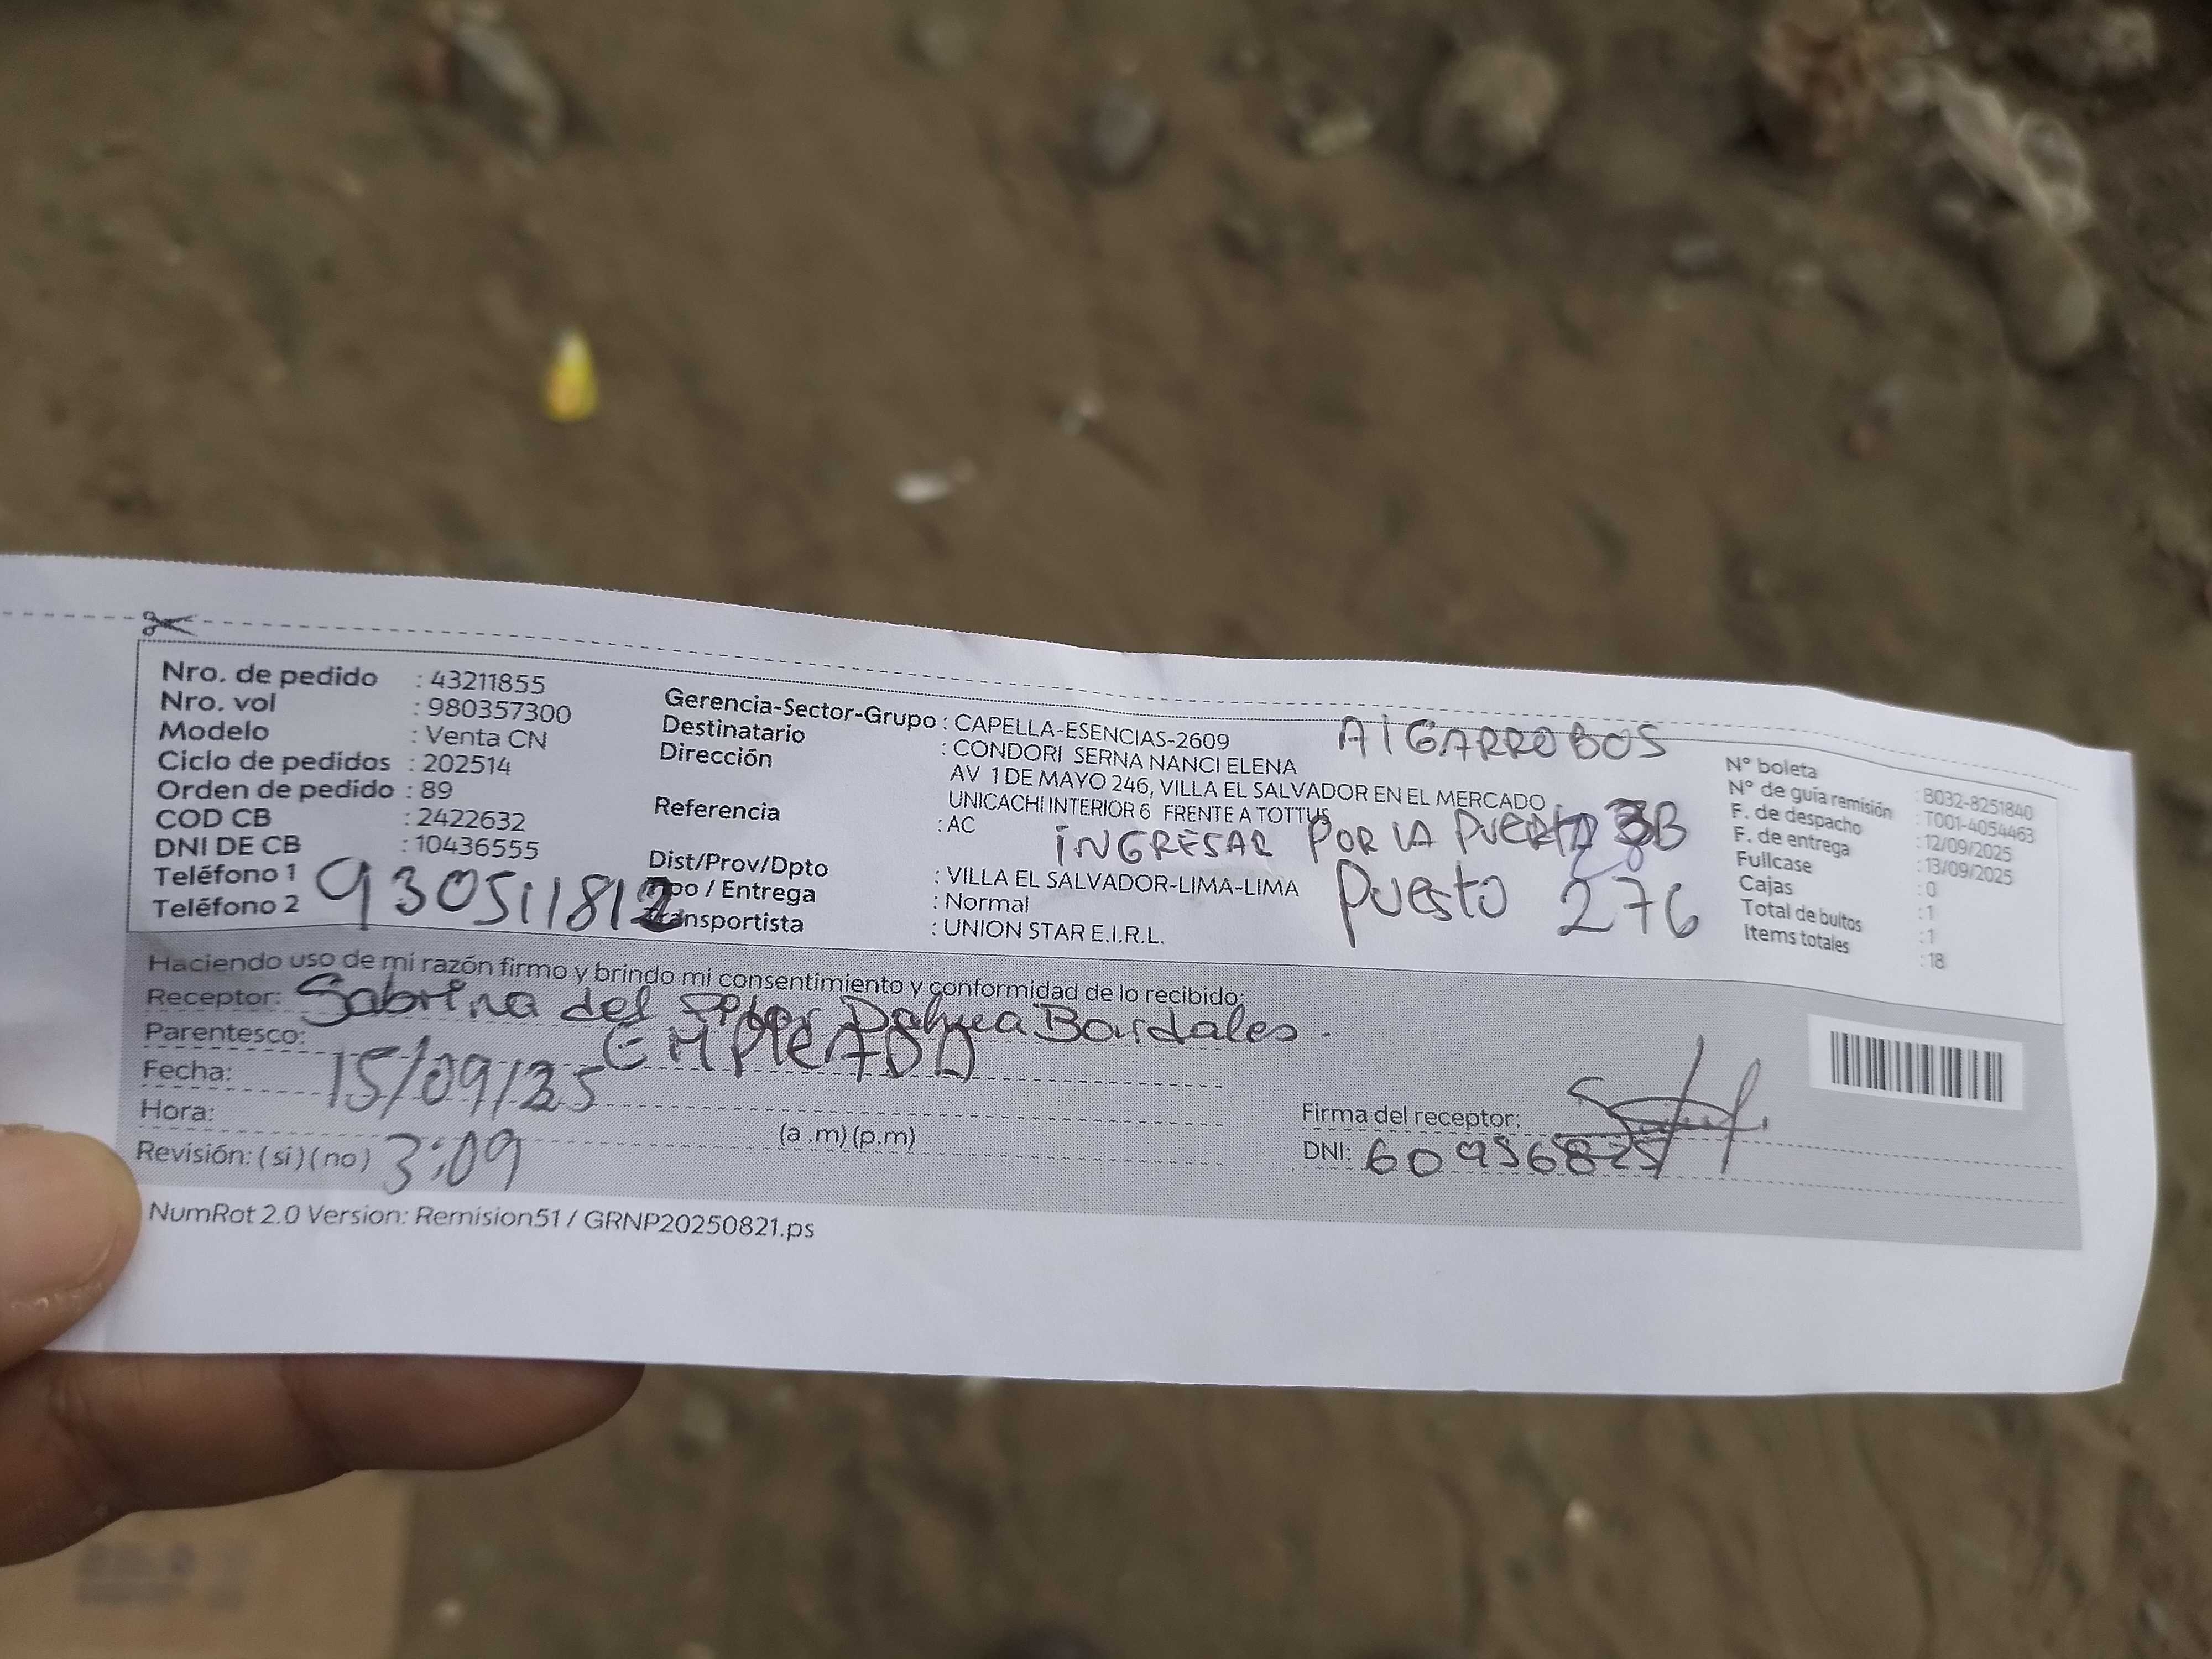 Nro. de pedido : 43211855
Nro. vol : 980357300
Modelo : Venta CN
Ciclo de pedidos : 202514
Orden de pedido : 89
COD CB : 2422632
DNI DE CB : 10436555
Teléfono 1
Teléfono 2
930511812
Gerencia-Sector-Grupo : CAPELLA-ESENCIAS-2609
Destinatario : CONDORI SERNA NANCI ELENA
Dirección AV 1 DE MAYO 246, VILLA EL SALVADOR EN EL MERCADO
UNICACHI INTERIOR 6 FRENTE A TOTTUS
Referencia : AC
Dist/Prov/Dpto : VILLA EL SALVADOR-LIMA-LIMA
Tipo / Entrega : Normal
Transportista : UNION STAR E.I.R.L.
AlGARROBOS
iNGRESAR POR LA PUERTA 3B
Puesto 276
N° boleta : B032-8251840
N° de guía remisión : T001-4054463
F. de despacho : 12/09/2025
F. de entrega : 13/09/2025
Fullcase : 0
Cajas : 1
Total de bultos : 1
Items totales : 18
Haciendo uso de mi razón firmo y brindo mi consentimiento y conformidad de lo recibido:
Receptor: Sabrina del Bardales.
Parentesco: EMPLEADA
Fecha: 15/09/25
Hora: (a .m) (p.m)
3:09
Revisión: (si) (no)
Firma del receptor:
DNI: 60956825
NumRot 2.0 Version: Remision51 / GRNP20250821.ps